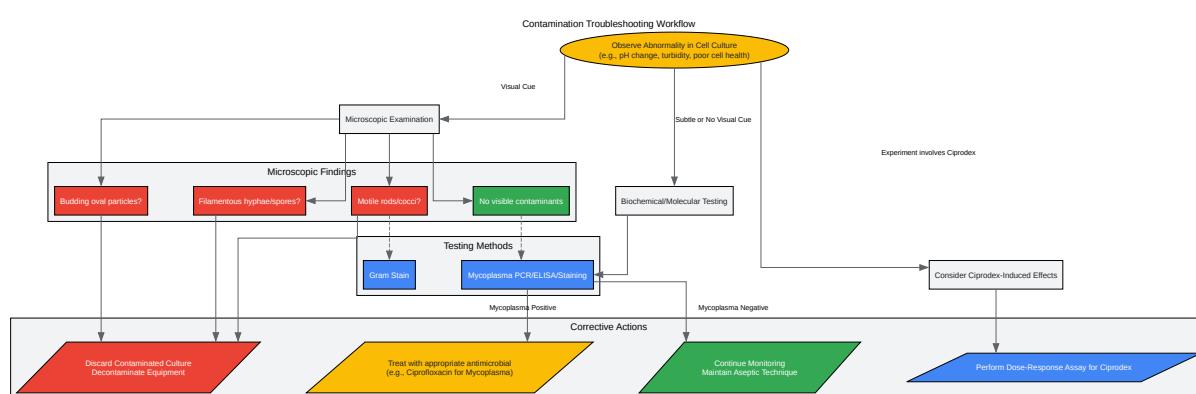 Contamination Troubleshooting Workflow
Observe Abnormality in Cell Culture
(e.g., pH change, turbidity, poor cell health)
Visual Cue
Microscopic Examination
Subtle or No Visual Cue
Experiment involves Ciprodex
Microscopic Findings
Budding oval particles?
Filamentous hyphae/spores?
Motile rods/cocci?
No visible contaminants
Biochemical/Molecular Testing
Testing Methods
Gram Stain
Mycoplasma PCR/ELISA/Staining
Consider Ciprodex-Induced Effects
Mycoplasma Positive
Mycoplasma Negative
Corrective Actions
Discard Contaminated Culture
Decontaminate Equipment
Treat with appropriate antimicrobial
(e.g., Ciprofloxacin for Mycoplasma)
Continue Monitoring
Maintain Aseptic Technique
Perform Dose-Response Assay for Ciprodex